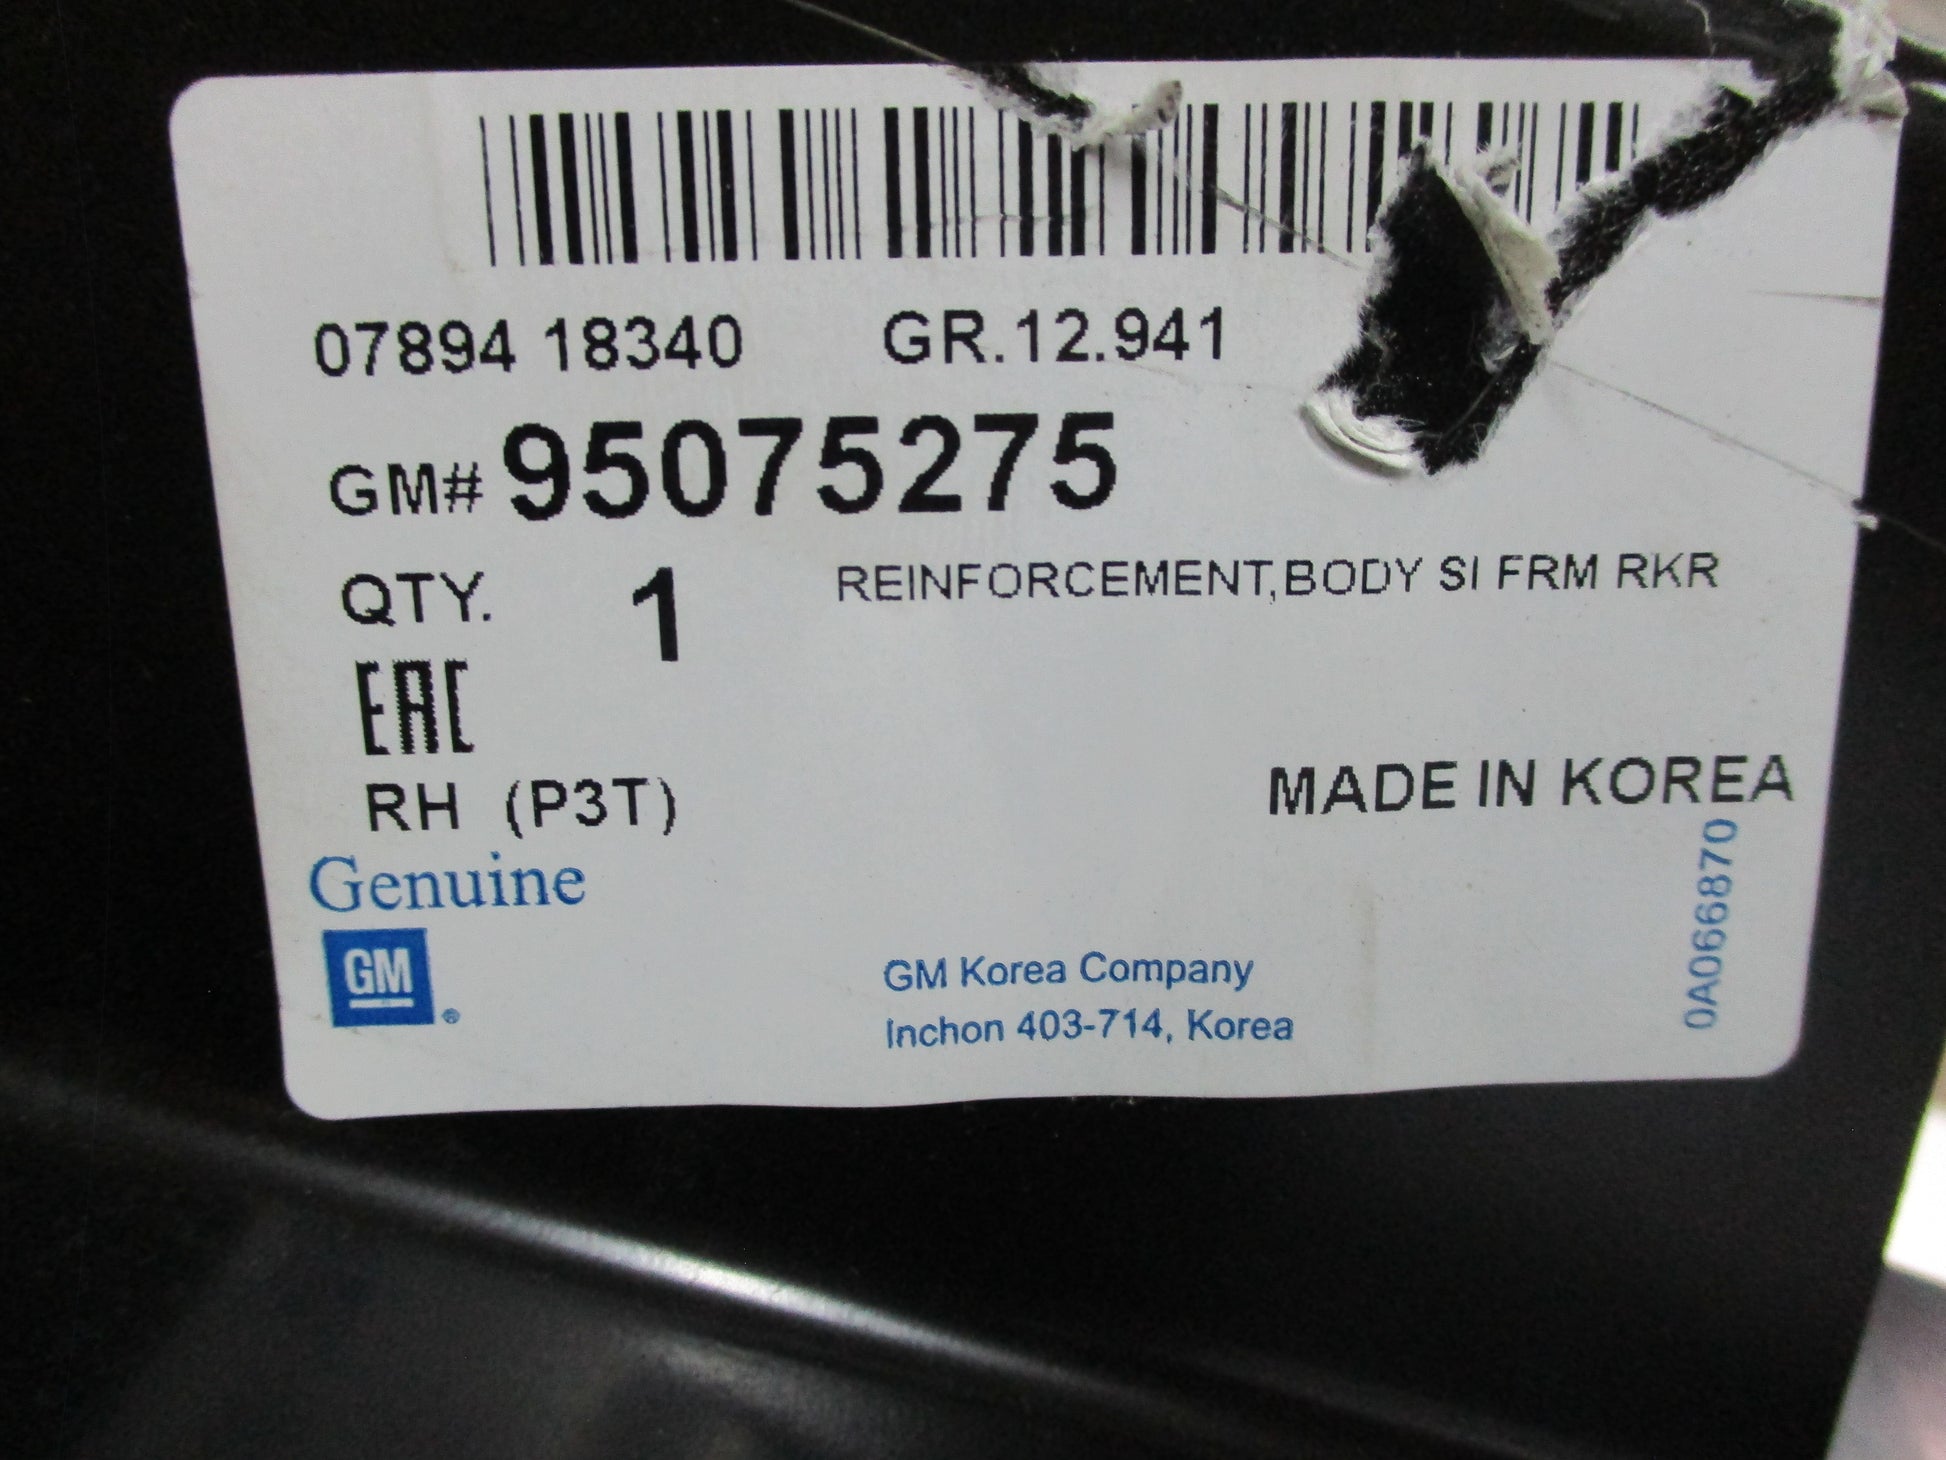 07894 18340 GR.12.941
GM# 95075275
QTY. 1 REINFORCEMENT,BODY SI FRM RKR
EAC
RH (P3T)
MADE IN KOREA
Genuine
GM®
GM Korea Company
Inchon 403-714, Korea
0A066870